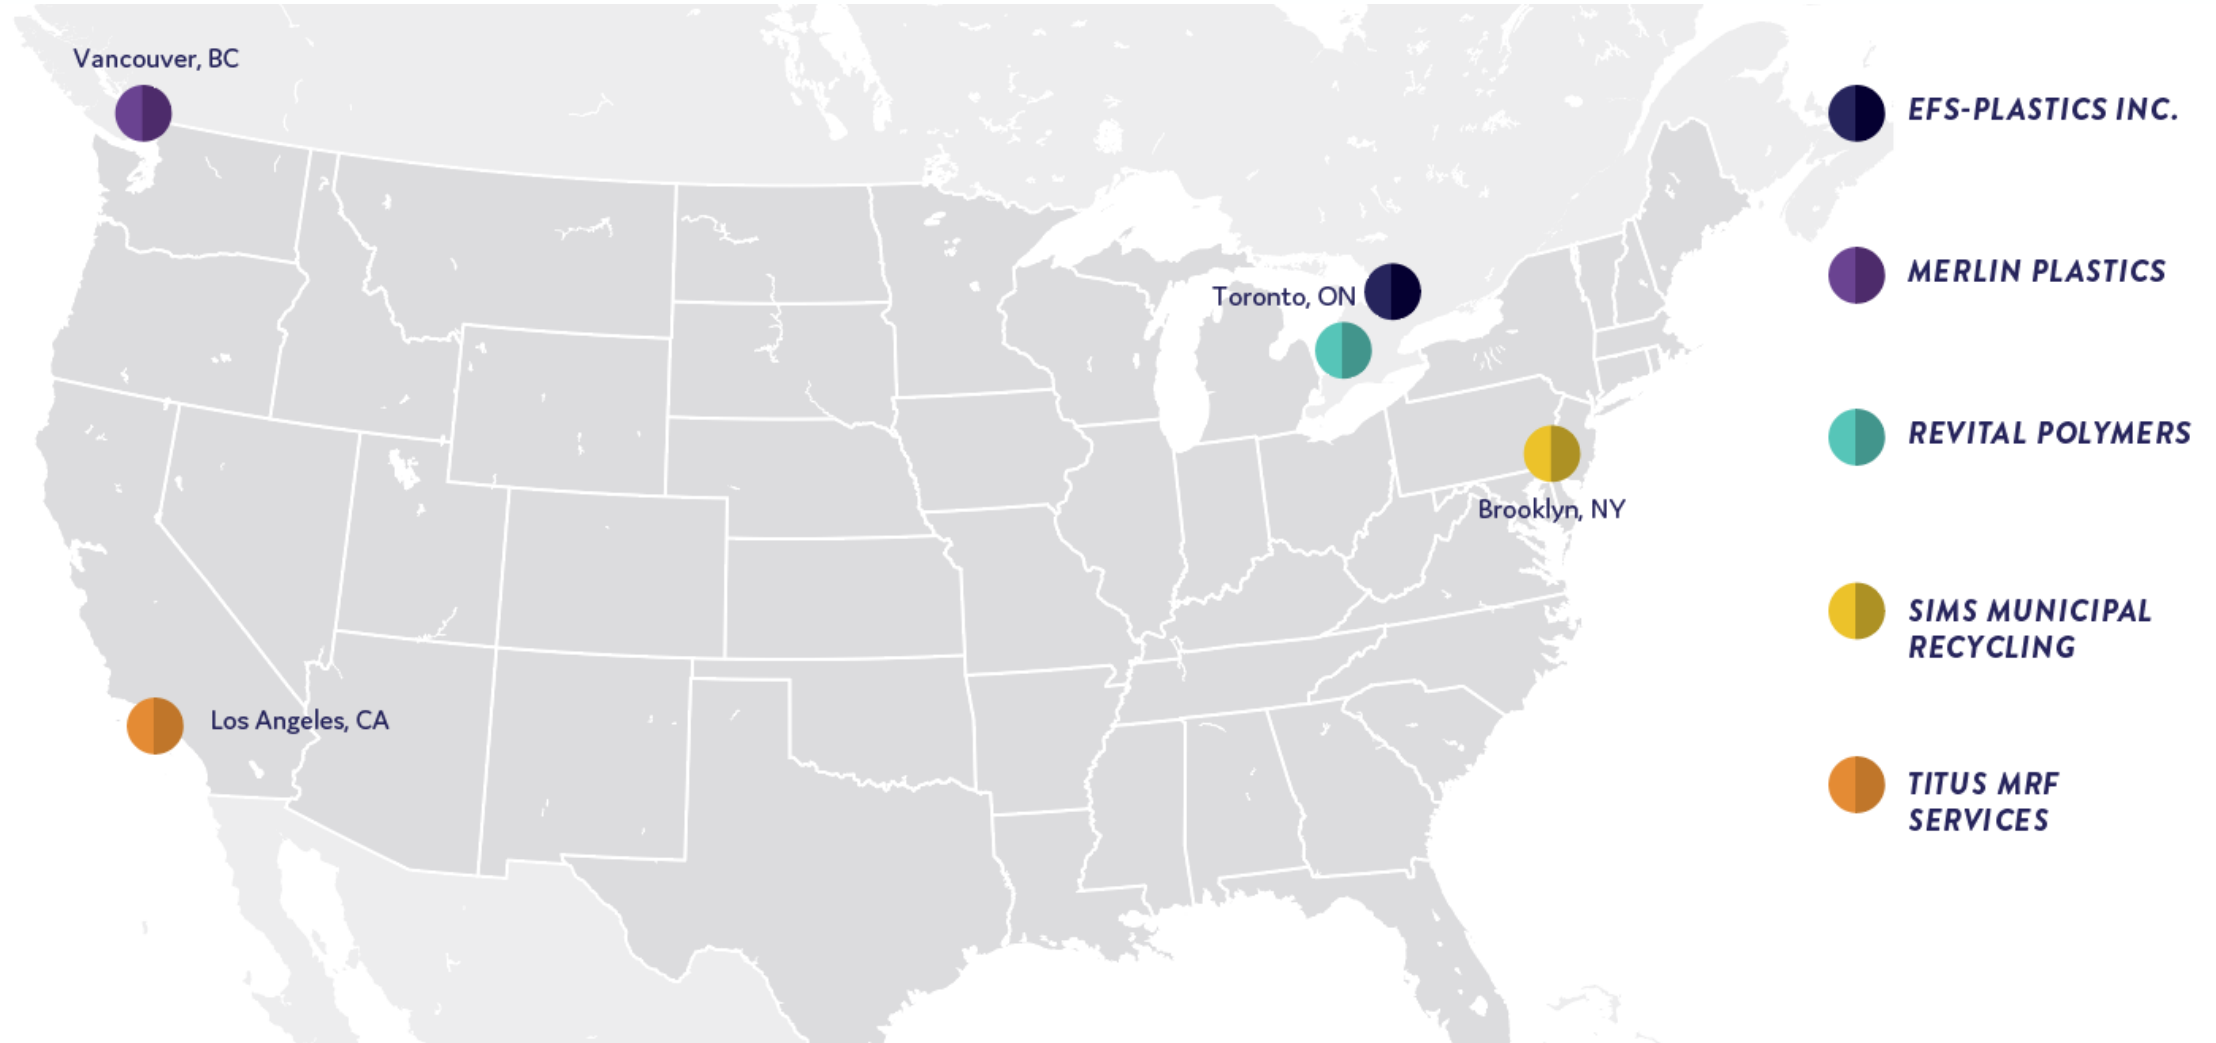 Vancouver, BC
EFS-PLASTICS INC.
MERLIN PLASTICS
Toronto, ON
REVITAL POLYMERS
Brooklyn, NY
SIMS MUNICIPAL
RECYCLING
Los Angeles, CA
TITUS MRF
SERVICES